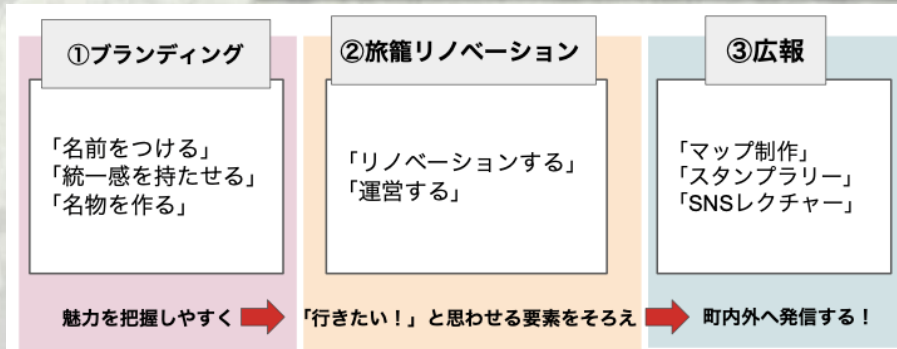 ①ブランディング
「名前をつける」
「統一感を持たせる」
「名物を作る」
魅力を把握しやすく
②旅籠リノベーション
「リノベーションする」
「運営する」
「行きたい！」と思わせる要素をそろえ
③広報
「マップ制作」
「スタンプラリー」
「SNSレクチャー」
町内外へ発信する！